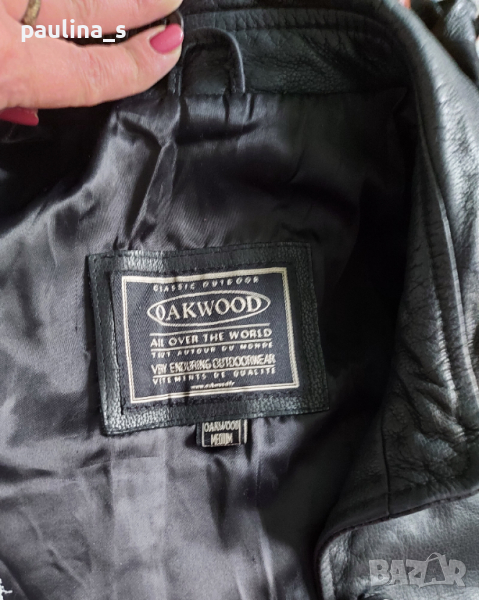 paulina_s
CLASSIC OUTDOOR
OAKWOOD
All OVER THE WORLD
TOUT AUTOUR DU MONDE
VERY ENDURING OUTDOORWEAR
VETEMENTS DE QUALITE
OAKWOOD
MEDIUM
BAZAR